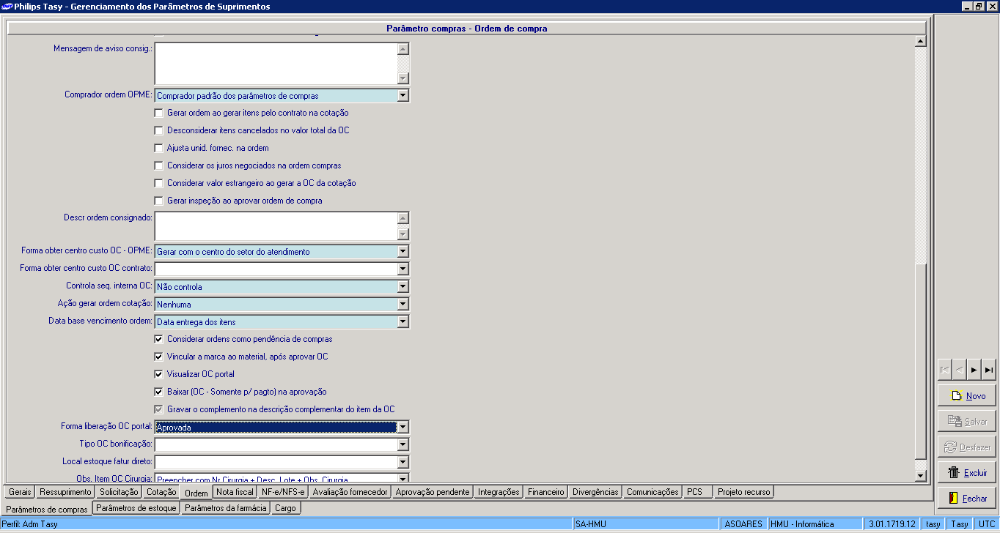 Philips Tasy - Gerenciamento dos Parâmetros de Suprimentos
Parâmetro compras - Ordem de compra
Mensagem de aviso consig.:
Comprador ordem OPME: Comprador padrão dos parâmetros de compras
Gerar ordem ao gerar itens pelo contrato na cotação
Desconsiderar itens cancelados no valor total da OC
Ajusta unid. fornec. na ordem
Considerar os juros negociados na ordem compras
Considerar valor estrangeiro ao gerar a OC da cotação
Gerar inspeção ao aprovar ordem de compra
Descr ordem consignado:
Forma obter centro custo OC - OPME: Gerar com o centro do setor do atendimento
Forma obter centro custo OC contrato:
Controla seq. interna OC: Não controla
Ação gerar ordem cotação: Nenhuma
Data base vencimento ordem: Data entrega dos itens
Considerar ordens como pendência de compras
Vincular a marca ao material, após aprovar OC
Visualizar OC portal
Baixar (OC - Somente p/ pagto) na aprovação
Gravar o complemento na descrição complementar do item da OC
Forma liberação OC portal: Aprovada
Tipo OC bonificação:
Local estoque fatur direto:
Obs. Item OC Cirurgia: Preencher com Nr Cirurgia + Desc. Lote + Obs. Cirurgia
Novo
Salvar
Desfazer
Excluir
Fechar
Gerais Ressuprimento Solicitação Cotação Ordem Nota fiscal NF-e/NFS-e Avaliação fornecedor Aprovação pendente Integrações Financeiro Divergências Comunicações PCS Projeto recurso
Parâmetros de compras Parâmetros de estoque Parâmetros da farmácia Cargo
Perfil: Adm Tasy SA-HMU ASOARES HMU - Informática 3.01.1719.12 tasy Tasy UTC